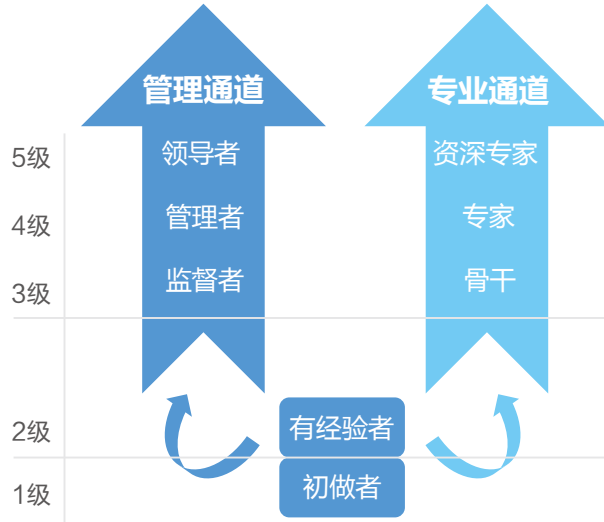 管理通道
专业通道
5级
领导者
资深专家
4级
管理者
专家
3级
监督者
骨干
2级
有经验者
1级
初做者